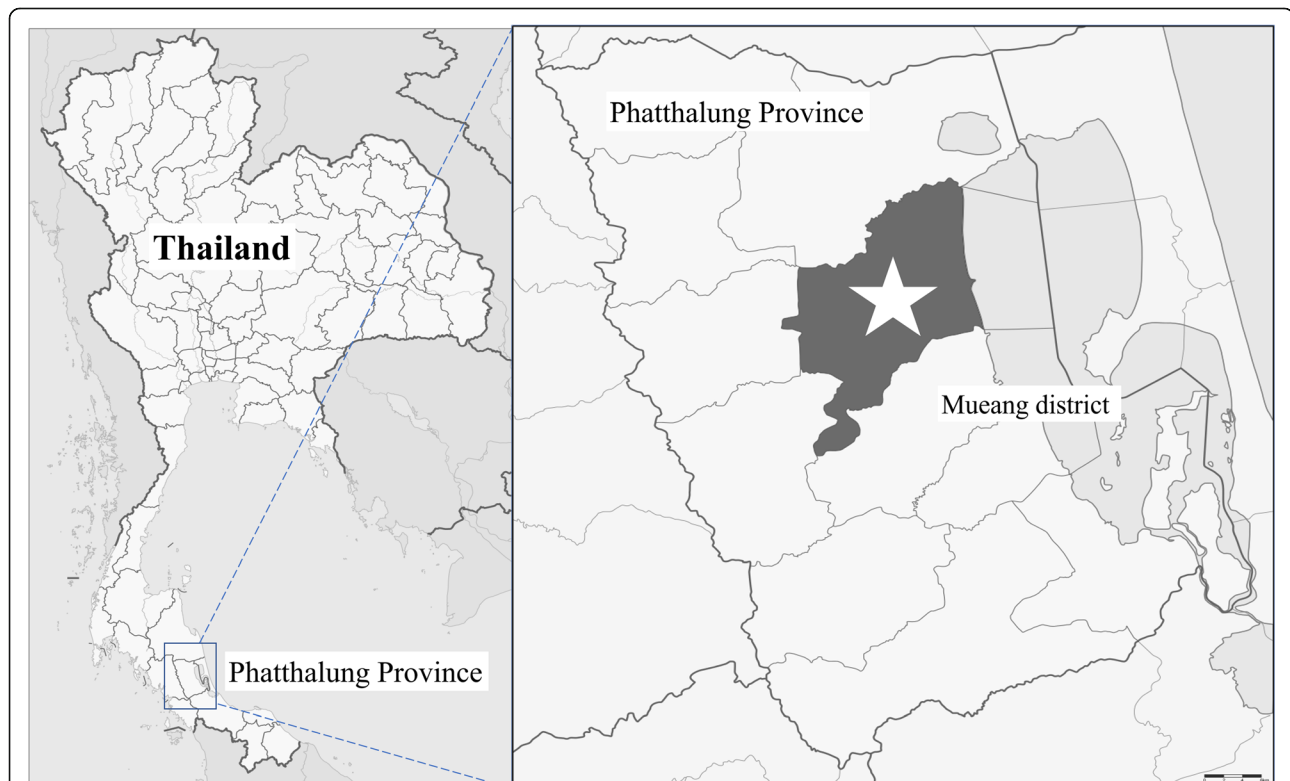 Thailand
Phatthalung Province
Phatthalung Province
Mueang district